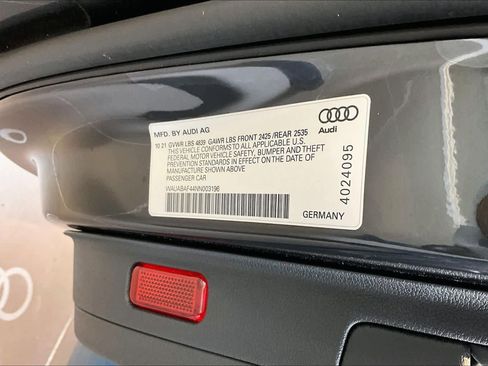 MFD. BY AUDI AG
10 21 GVWR LBS 4839 GAWR LBS FRONT 2425 /REAR 2535
THIS VEHICLE CONFORMS TO ALL APPLICABLE U.S.
FEDERAL MOTOR VEHICLE SAFETY, BUMPER AND THEFT
PREVENTION STANDARDS IN EFFECT ON THE DATE OF
MANUFACTURE SHOWN ABOVE
PASSENGER CAR
WAUABAF44NN003196
Audi
4024095
GERMANY